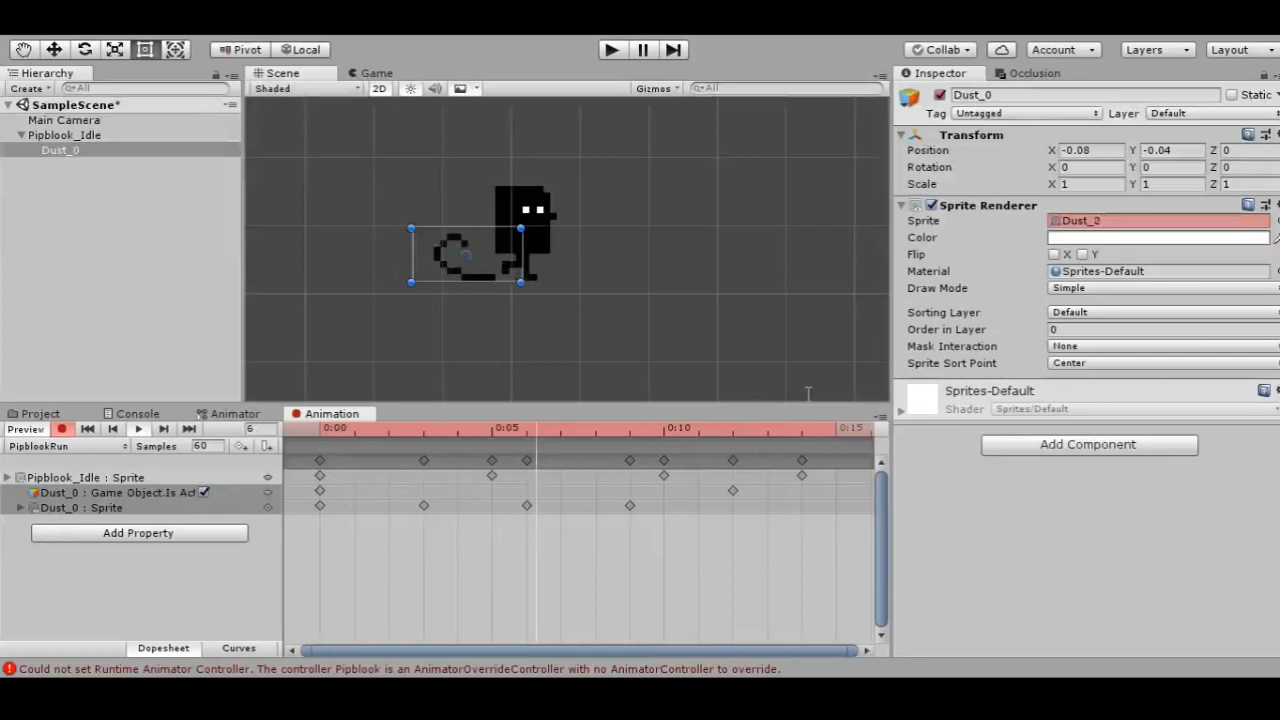 Pivot Local Collab Account Layers Layout
Hierarchy Scene Game Inspector Occlusion
Create All Shaded 2D Gizmos All Dust_0 Static
SampleScene* Tag Untagged Layer Default
Main Camera
Pipblook_Idle Transform
Dust_0 Position X -0.08 Y -0.04 Z 0
Rotation X 0 Y 0 Z 0
Scale X 1 Y 1 Z 1
Sprite Renderer
Sprite Dust_2
Color
Flip X Y
Material Sprites-Default
Draw Mode Simple
Sorting Layer Default
Order in Layer 0
Mask Interaction None
Sprite Sort Point Center
Sprites-Default
Shader Sprites/Default
Add Component
Project Console Animator Animation
Preview 6 0:00 0:05 0:10 0:15
PipblookRun Samples 60
Pipblook_Idle : Sprite
Dust_0 : Game Object.Is Act
Dust_0 : Sprite
Add Property
Dopesheet Curves
Could not set Runtime Animator Controller. The controller Pipblook is an AnimatorOverrideController with no AnimatorController to override.